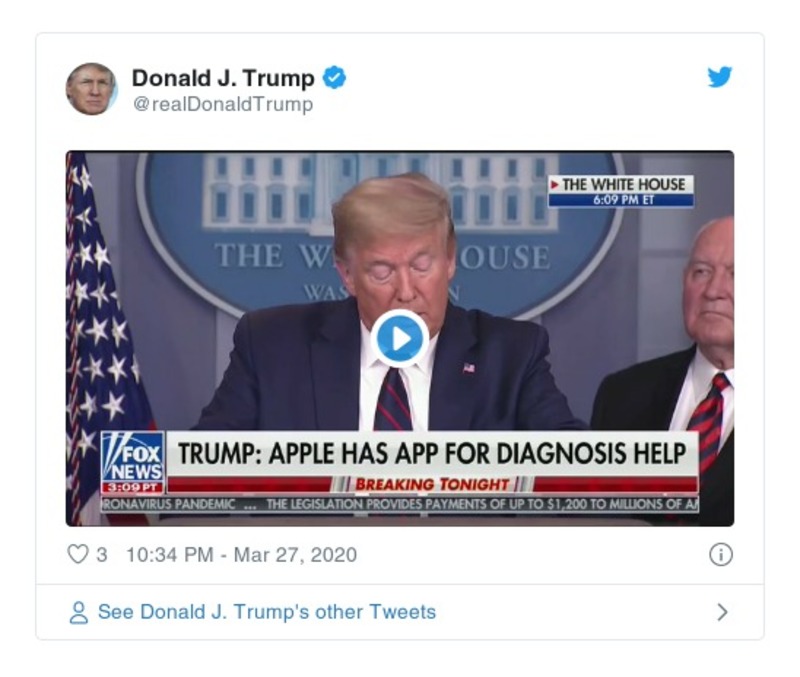 Donald J. Trump
@realDonaldTrump
THE WHITE HOUSE
6:09 PM ET
THE W OUSE
WAS N
FOX
NEWS
3:09 PT
TRUMP: APPLE HAS APP FOR DIAGNOSIS HELP
BREAKING TONIGHT
RONAVIRUS PANDEMIC ... THE LEGISLATION PROVIDES PAYMENTS OF UP TO $1,200 TO MILLIONS OF A
3 10:34 PM - Mar 27, 2020
See Donald J. Trump's other Tweets